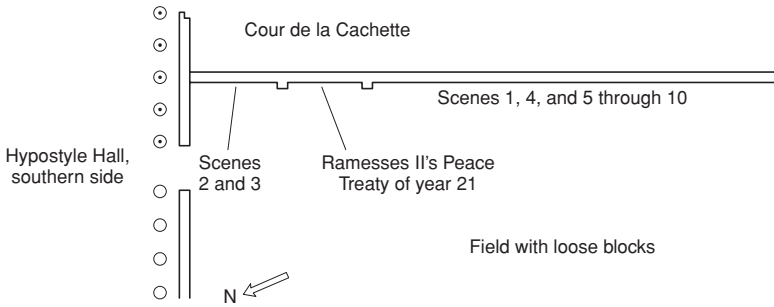 Cour de la Cachette
Scenes 1, 4, and 5 through 10
Hypostyle Hall,
southern side
Scenes
2 and 3
Ramesses II's Peace
Treaty of year 21
Field with loose blocks
N